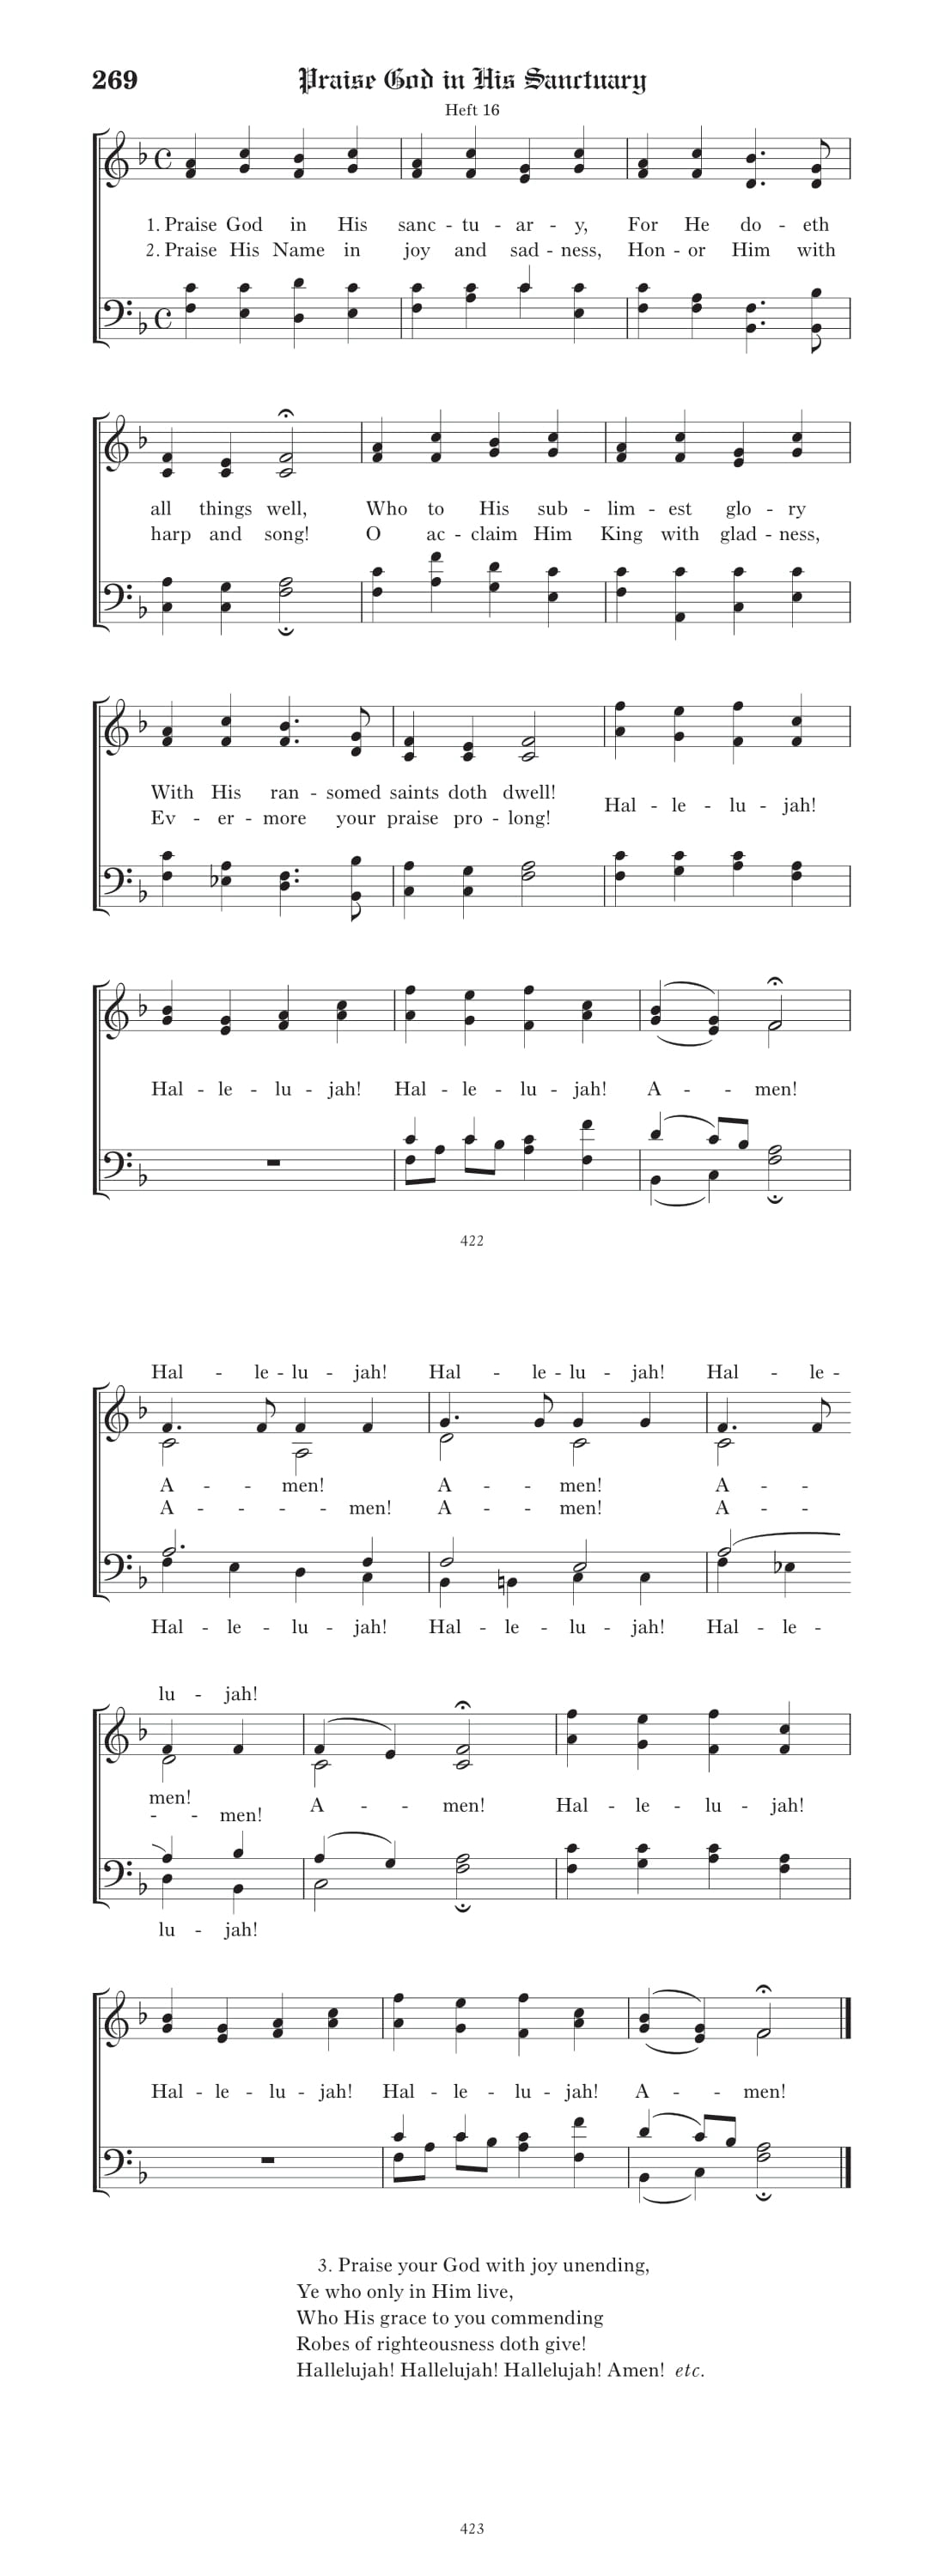 269 Praise God in His Sanctuary
Heft 16
1. Praise God in His sanc - tu - ar - y, For He do - eth
2. Praise His Name in joy and sad - ness, Hon - or Him with
all things well, Who to His sub - lim - est glo - ry
harp and song! O ac - claim Him King with glad - ness,
With His ran - somed saints doth dwell!
Ev - er - more your praise pro - long!
Hal - le - lu - jah!
Hal - le - lu - jah! Hal - le - lu - jah! A - - men!
422
Hal - le - lu - jah! Hal - le - lu - jah! Hal - le -
A - - men! A - - men! A - -
A - - - men! A - - men! A - -
Hal - le - lu - jah! Hal - le - lu - jah! Hal - le -
lu - jah!
men!
- - men!
A - - men! Hal - le - lu - jah!
lu - jah!
Hal - le - lu - jah! Hal - le - lu - jah! A - - men!
3. Praise your God with joy unending,
Ye who only in Him live,
Who His grace to you commending
Robes of righteousness doth give!
Hallelujah! Hallelujah! Hallelujah! Amen! etc.
423